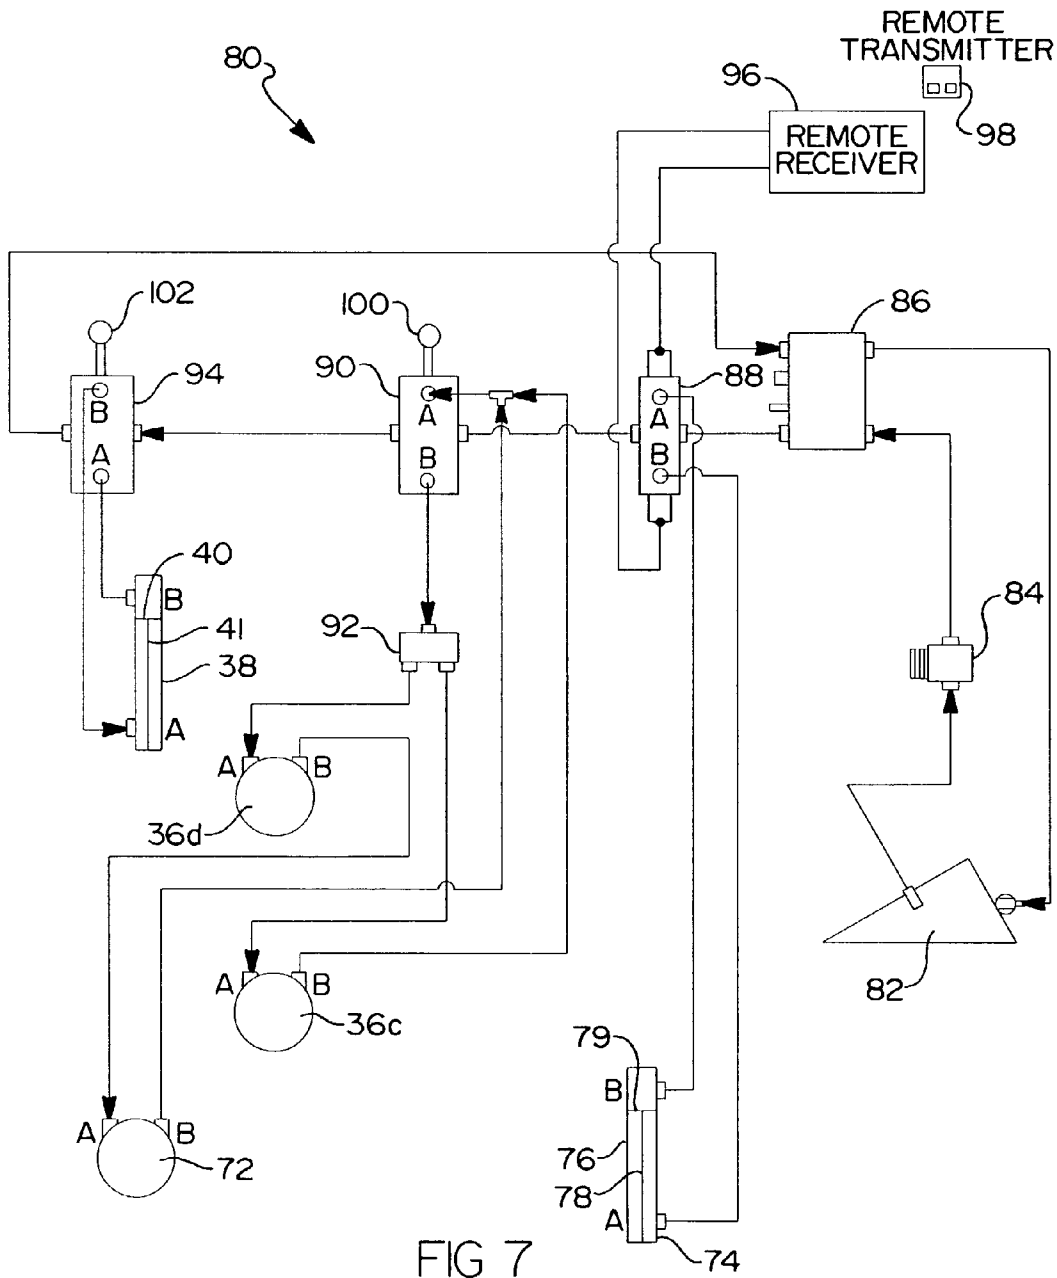 REMOTE
TRANSMITTER
80
96
98
REMOTE
RECEIVER
102
100
86
94
90
88
B
A
A
B
A
B
40
B
41
38
A
92
84
A
B
36d
82
A
B
36c
79
B
A
B
72
76
78
A
74
FIG 7